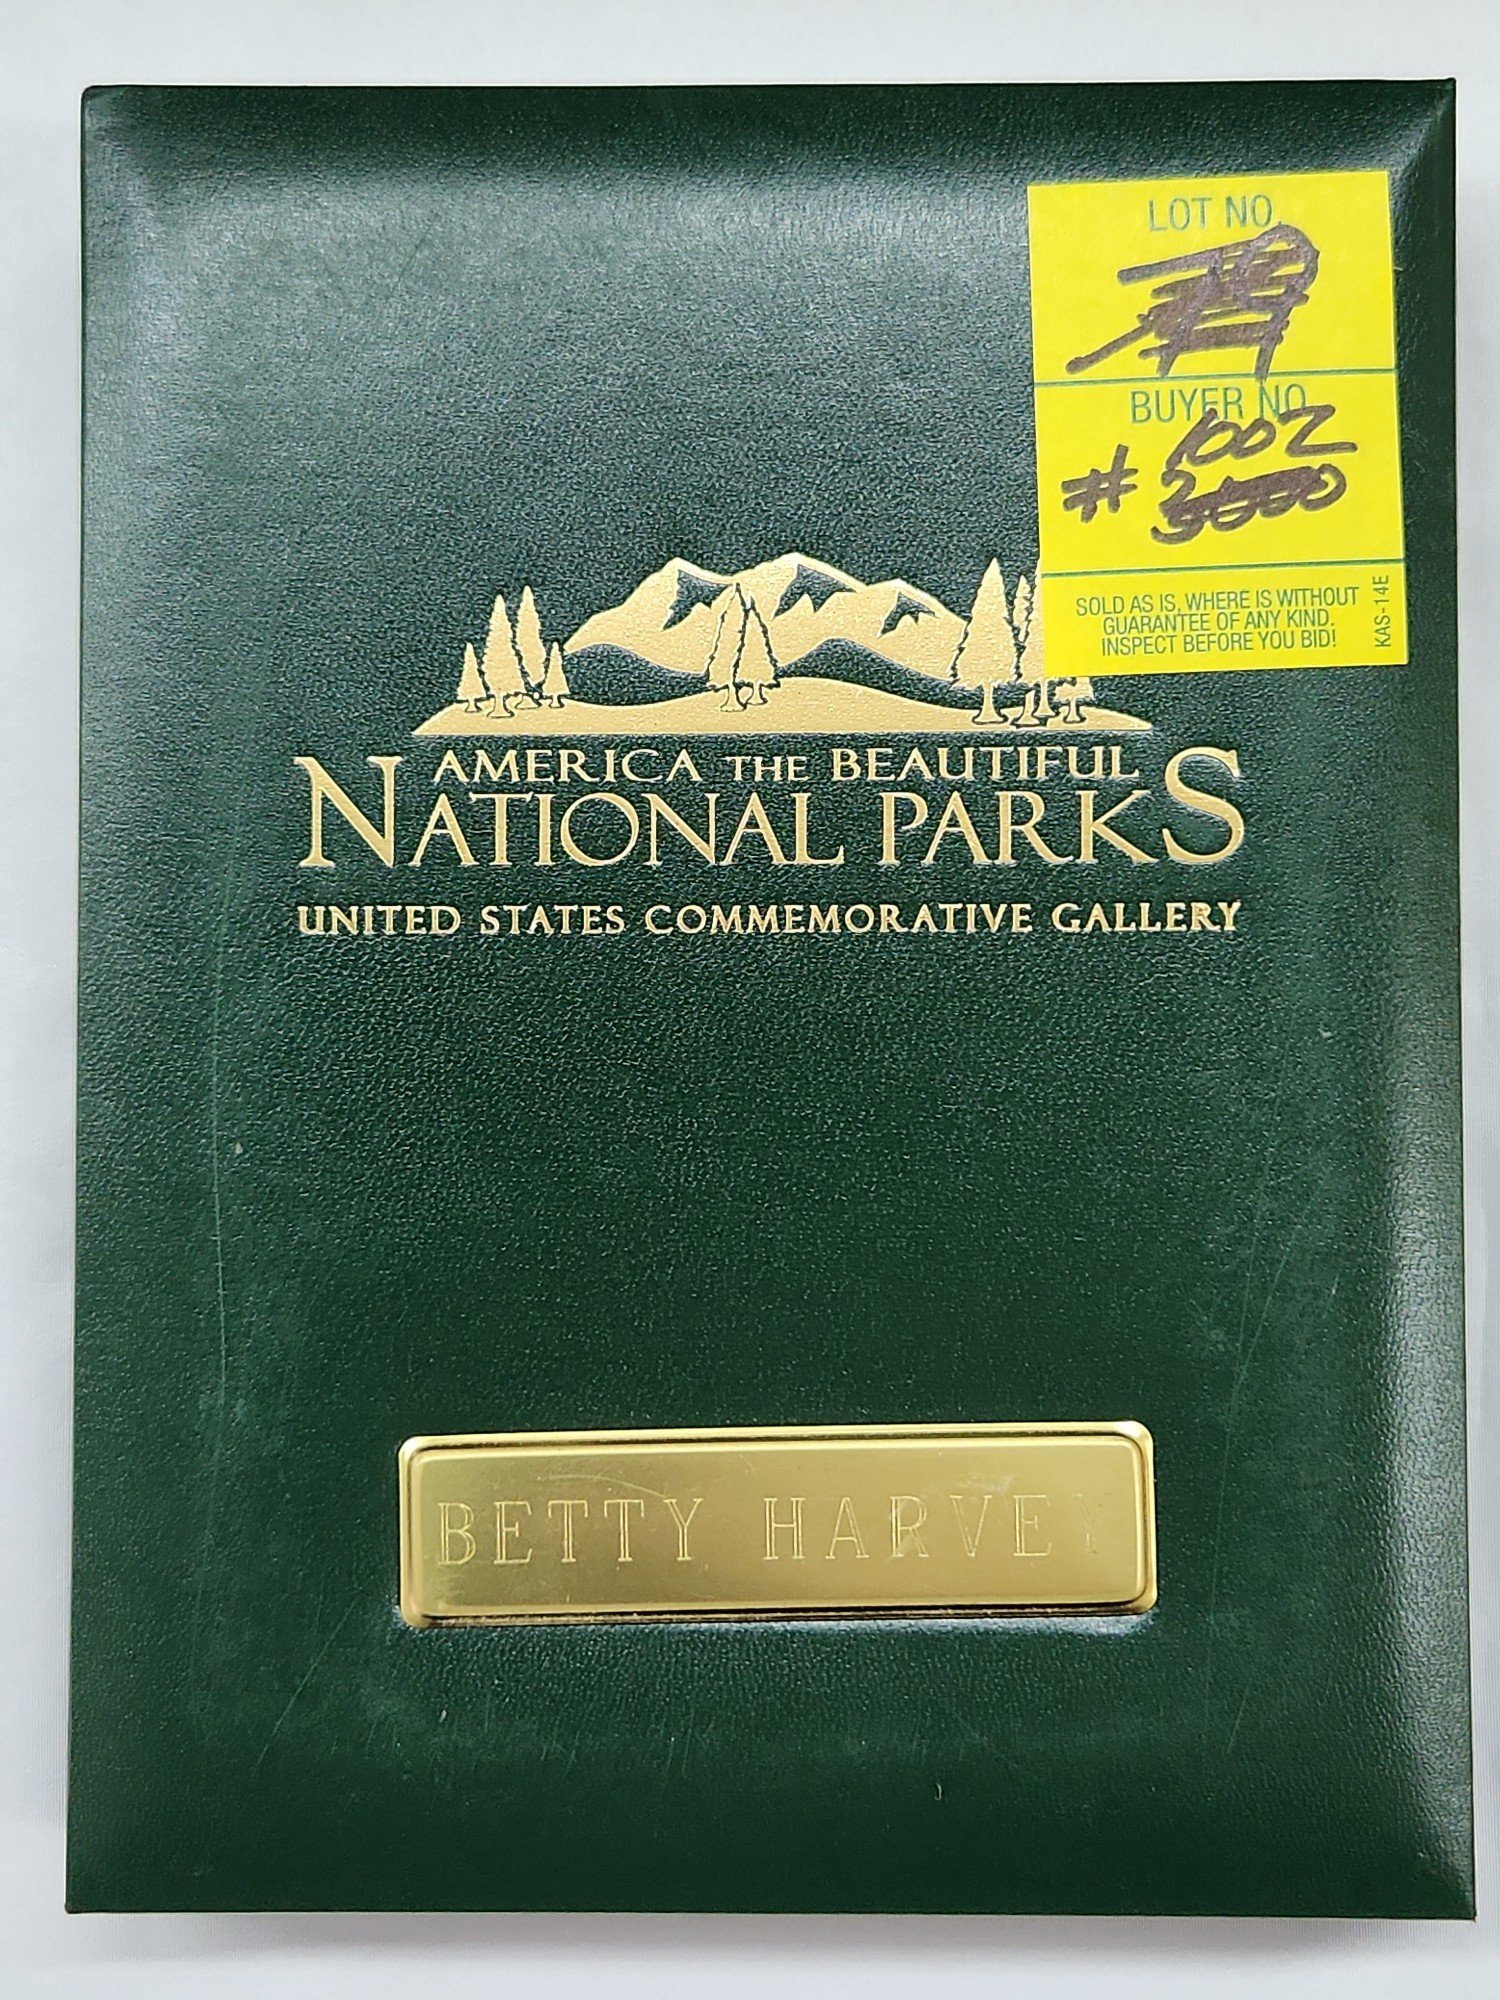 LOT NO.
BUYER NO.
# 1002
SOLD AS IS, WHERE IS WITHOUT
GUARANTEE OF ANY KIND.
INSPECT BEFORE YOU BID!
KAS-14E
AMERICA THE BEAUTIFUL
NATIONAL PARKS
UNITED STATES COMMEMORATIVE GALLERY
BETTY HARVEY